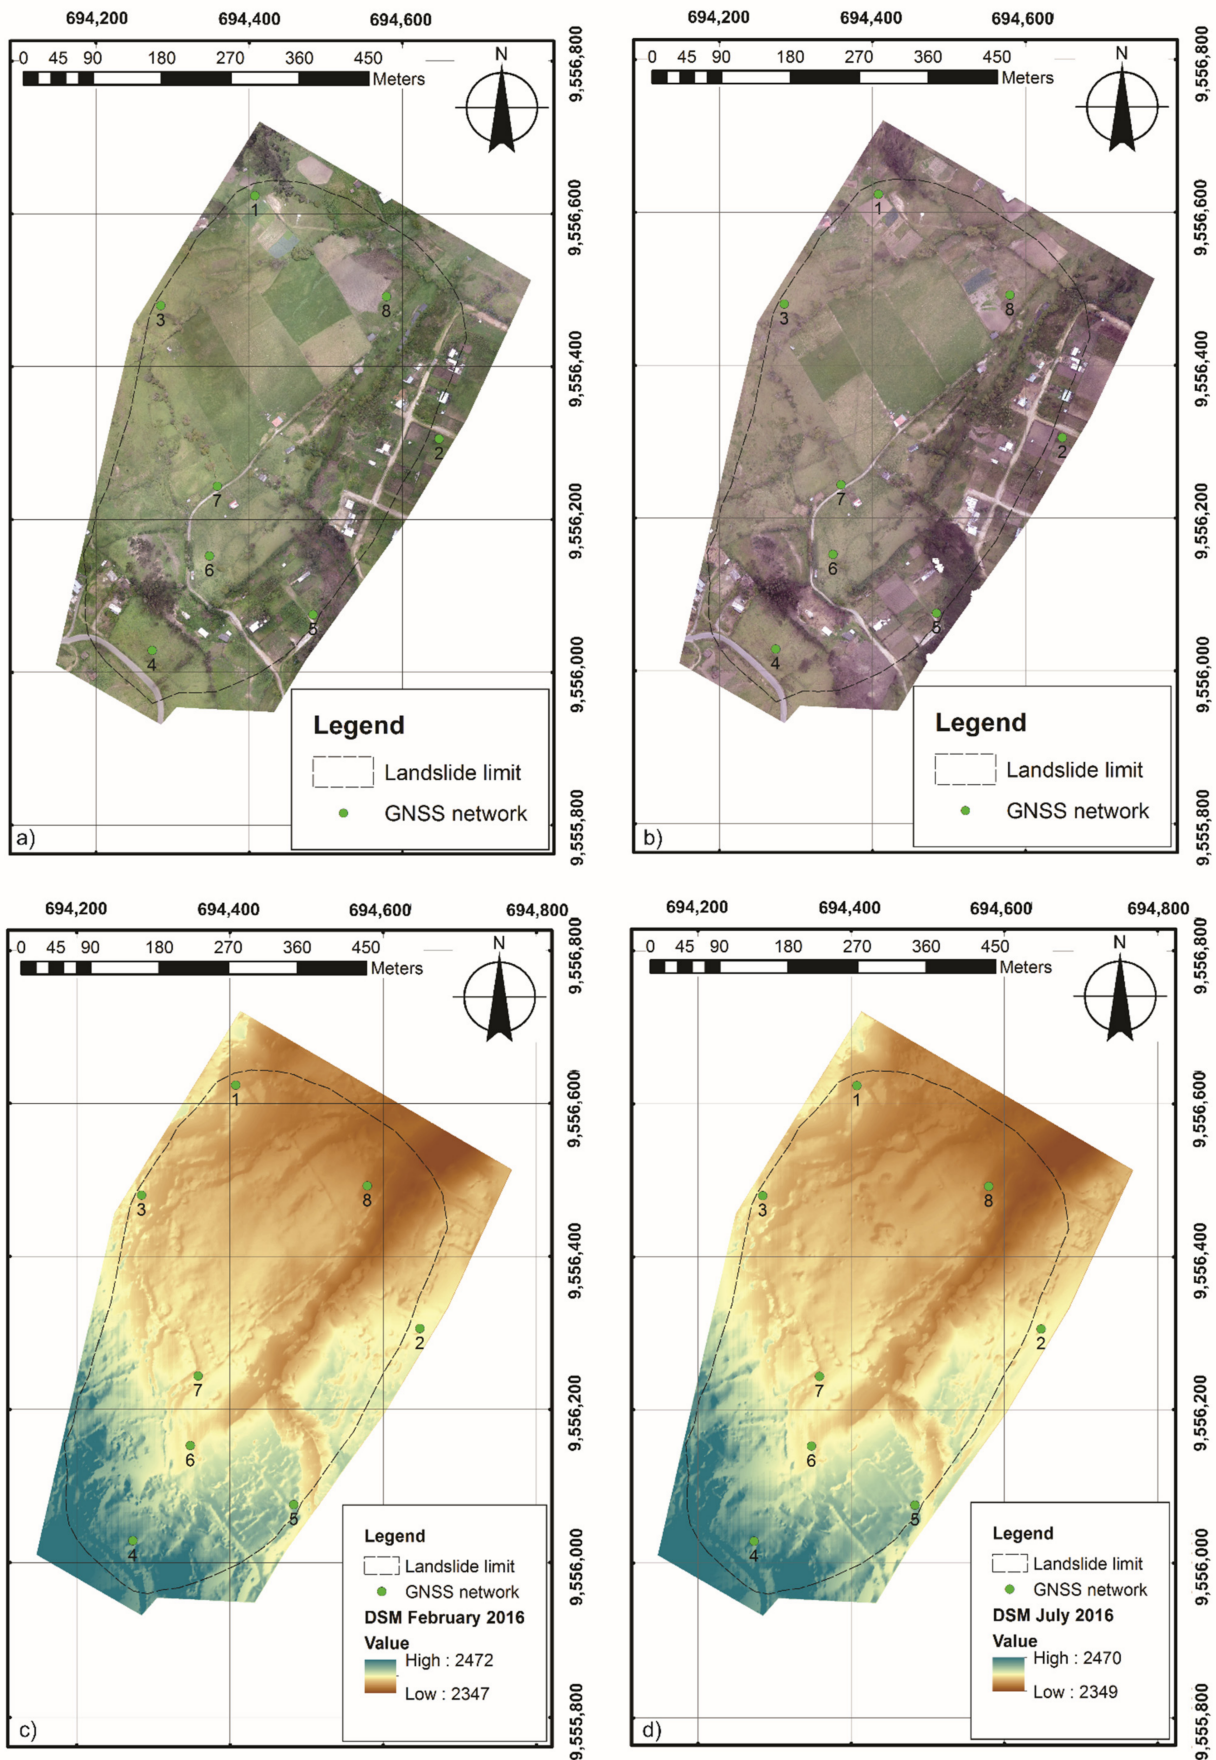 694,200 694,400 694,600
0 45 90 180 270 360 450
Meters
N
9,556,800
9,556,600
9,556,400
9,556,200
9,556,000
9,555,800
1
3
8
2
7
6
5
4
Legend
Landslide limit
GNSS network
a)
694,200 694,400 694,600
0 45 90 180 270 360 450
Meters
N
9,556,800
9,556,600
9,556,400
9,556,200
9,556,000
9,555,800
1
3
8
2
7
6
5
4
Legend
Landslide limit
GNSS network
b)
694,200 694,400 694,600 694,800
0 45 90 180 270 360 450
Meters
N
9,556,800
9,556,600
9,556,400
9,556,200
9,556,000
9,555,800
1
3
8
2
7
6
5
4
Legend
Landslide limit
GNSS network
DSM February 2016
Value
High : 2472
Low : 2347
c)
694,200 694,400 694,600 694,800
0 45 90 180 270 360 450
Meters
N
9,556,800
9,556,600
9,556,400
9,556,200
9,556,000
9,555,800
1
3
8
2
7
6
5
4
Legend
Landslide limit
GNSS network
DSM July 2016
Value
High : 2470
Low : 2349
d)